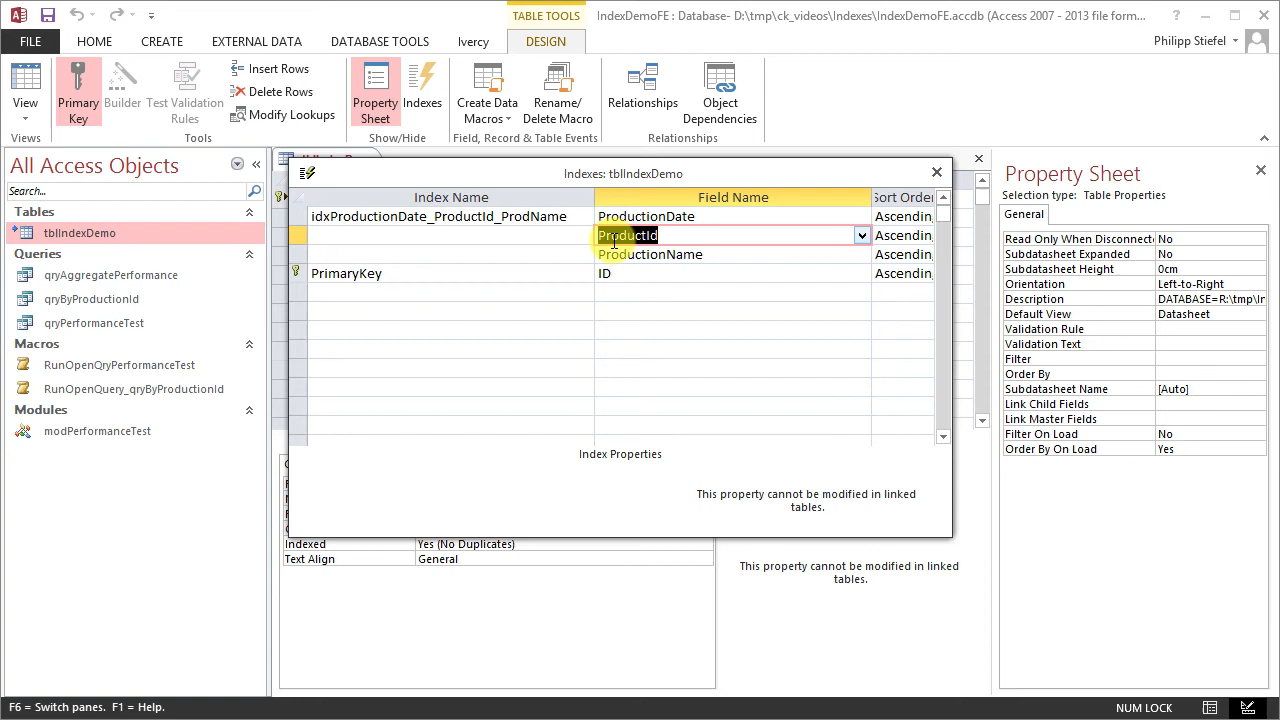 TABLE TOOLS
IndexDemoFE : Database- D:\tmp\ck_videos\Indexes\IndexDemoFE.accdb (Access 2007 - 2013 file form...
FILE
HOME
CREATE
EXTERNAL DATA
DATABASE TOOLS
Ivercy
DESIGN
Philipp Stiefel
View
Primary
Key
Builder
Test Validation
Rules
Insert Rows
Delete Rows
Modify Lookups
Property
Sheet
Indexes
Create Data
Macros
Rename/
Delete Macro
Relationships
Object
Dependencies
Views
Tools
Show/Hide
Field, Record & Table Events
Relationships
All Access Objects
Search...
Tables
tblIndexDemo
Queries
qryAggregatePerformance
qryByProductionId
qryPerformanceTest
Macros
RunOpenQryPerformanceTest
RunOpenQuery_qryByProductionId
Modules
modPerformanceTest
Indexes: tblIndexDemo
Index Name
Field Name
Sort Order
idxProductionDate_ProductId_ProdName
ProductionDate
Ascending
ProductId
Ascending
ProductionName
Ascending
PrimaryKey
ID
Ascending
Index Properties
This property cannot be modified in linked
tables.
Indexed
Yes (No Duplicates)
Text Align
General
This property cannot be modified in linked
tables.
Property Sheet
Selection type: Table Properties
General
Read Only When Disconnecte
No
Subdatasheet Expanded
No
Subdatasheet Height
0cm
Orientation
Left-to-Right
Description
DATABASE=R:\tmp\In
Default View
Datasheet
Validation Rule
Validation Text
Filter
Order By
Subdatasheet Name
[Auto]
Link Child Fields
Link Master Fields
Filter On Load
No
Order By On Load
Yes
F6 = Switch panes. F1 = Help.
NUM LOCK